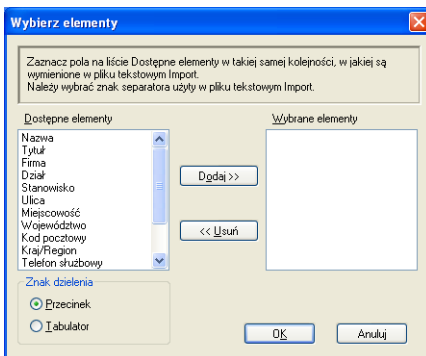 Wybierz elementy
Zaznacz pola na liście Dostępne elementy w takiej samej kolejności, w jakiej są
wymienione w pliku tekstowym Import.
Należy wybrać znak separatora użyty w pliku tekstowym Import.
Dostępne elementy
Wybrane elementy
Nazwa
Tytuł
Firma
Dział
Stanowisko
Ulica
Miejscowość
Województwo
Kod pocztowy
Kraj/Region
Telefon służbowy
Dodaj >>
<< Usuń
Znak dzielenia
Przecinek
Tabulator
OK
Anuluj